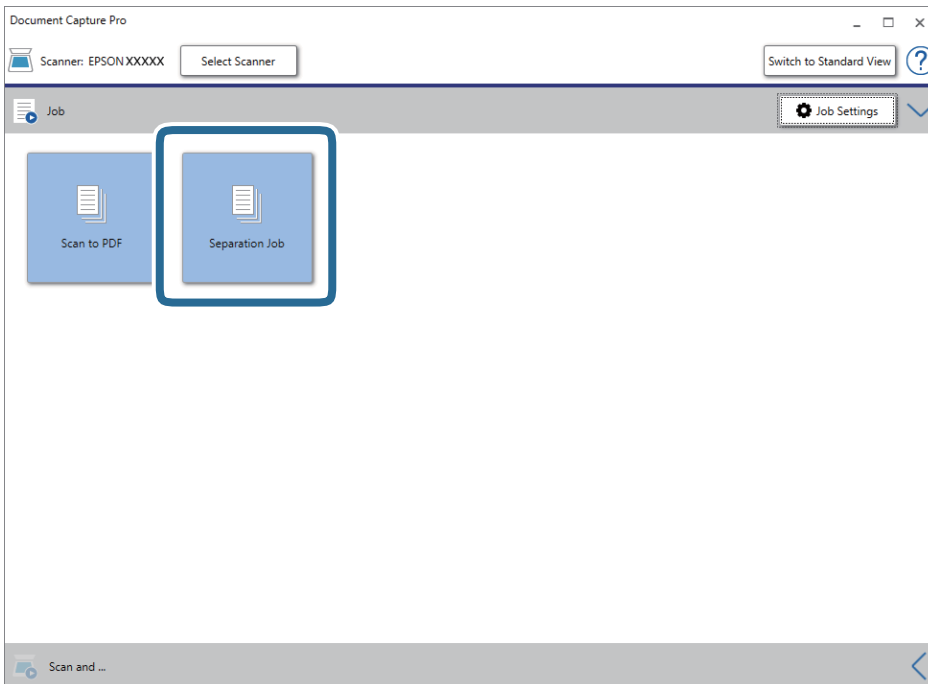 Document Capture Pro
Scanner: EPSON XXXXX
Select Scanner
Switch to Standard View
?
Job
Job Settings
Scan to PDF
Separation Job
Scan and ...